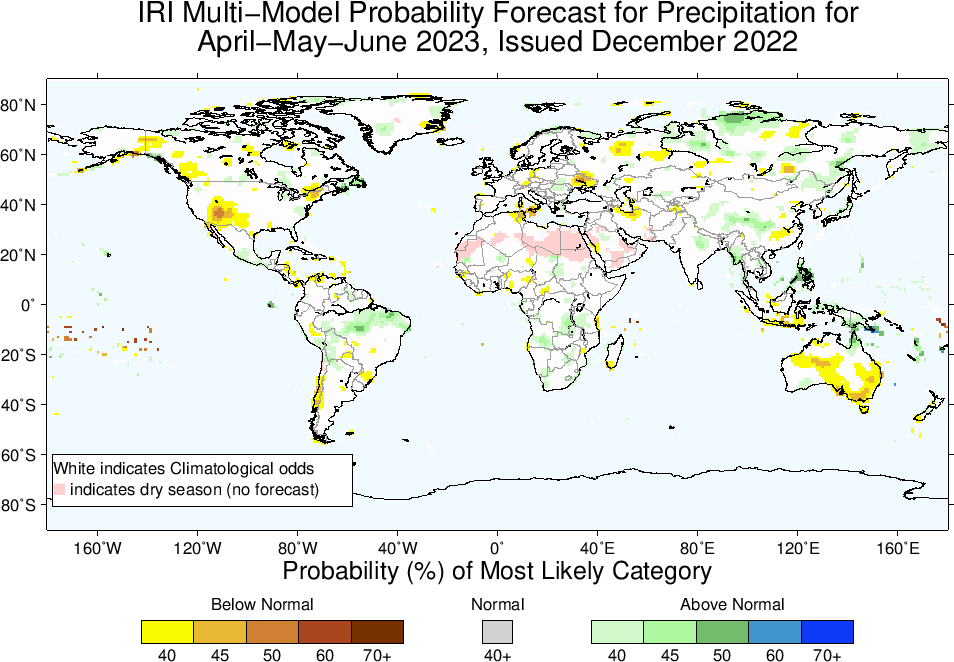 IRI Multi−Model Probability Forecast for Precipitation for
April−May−June 2023, Issued December 2022
80˚N
60˚N
40˚N
20˚N
0˚
20˚S
40˚S
60˚S
80˚S
White indicates Climatological odds
indicates dry season (no forecast)
160˚W 120˚W 80˚W 40˚W 0˚ 40˚E 80˚E 120˚E 160˚E
Probability (%) of Most Likely Category
Below Normal Normal Above Normal
40 45 50 60 70+ 40+ 40 45 50 60 70+